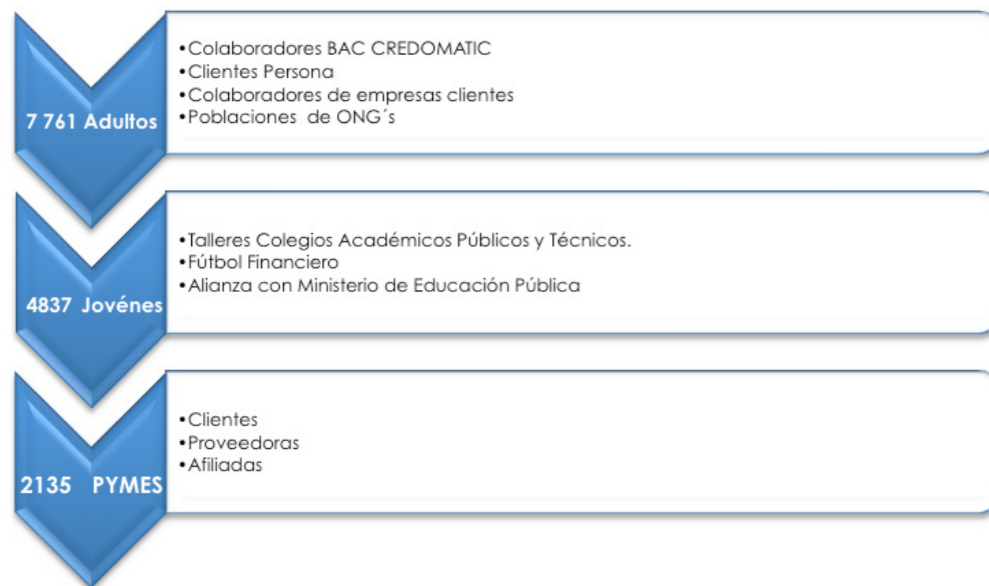 7 761 Adultos
•Colaboradores BAC CREDOMATIC
•Clientes Persona
•Colaboradores de empresas clientes
•Poblaciones de ONG´s
4837 Jovénes
•Talleres Colegios Académicos Públicos y Técnicos.
•Fútbol Financiero
•Alianza con Ministerio de Educación Pública
2135 PYMES
•Clientes
•Proveedoras
•Afiliadas